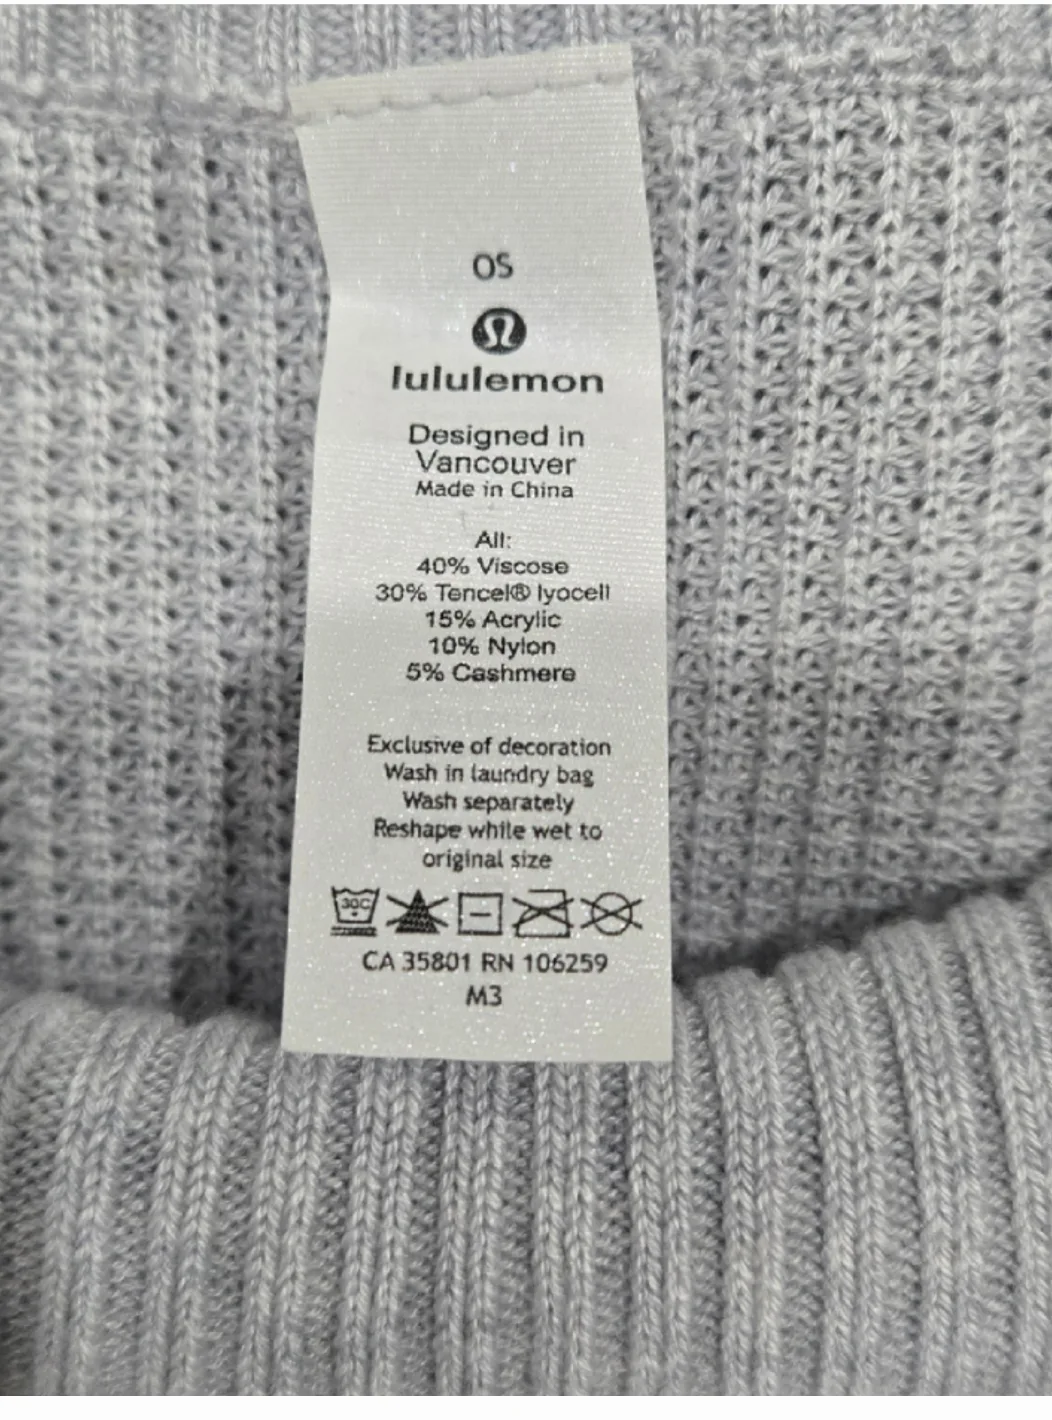 OS
lululemon
Designed in
Vancouver
Made in China
All:
40% Viscose
30% Tencel® lyocell
15% Acrylic
10% Nylon
5% Cashmere
Exclusive of decoration
Wash in laundry bag
Wash separately
Reshape while wet to
original size
30C
CA 35801 RN 106259
M3